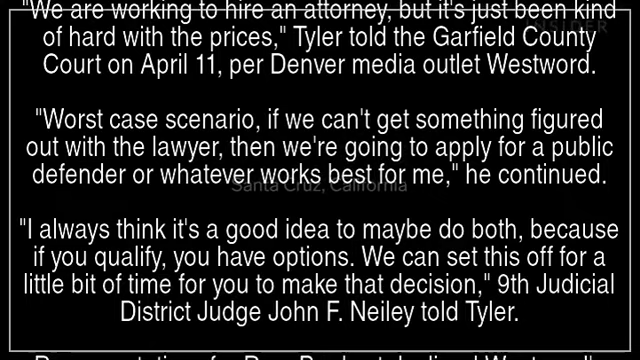 "We are working to hire an attorney, but it's just been kind
INSIDER
of hard with the prices," Tyler told the Garfield County
Court on April 11, per Denver media outlet Westword.
"Worst case scenario, if we can't get something figured
out with the lawyer, then we're going to apply for a public
defender or whatever works best for me," he continued.
Santa Cruz, California
"I always think it's a good idea to maybe do both, because
if you qualify, you have options. We can set this off for a
little bit of time for you to make that decision," 9th Judicial
District Judge John F. Neiley told Tyler.